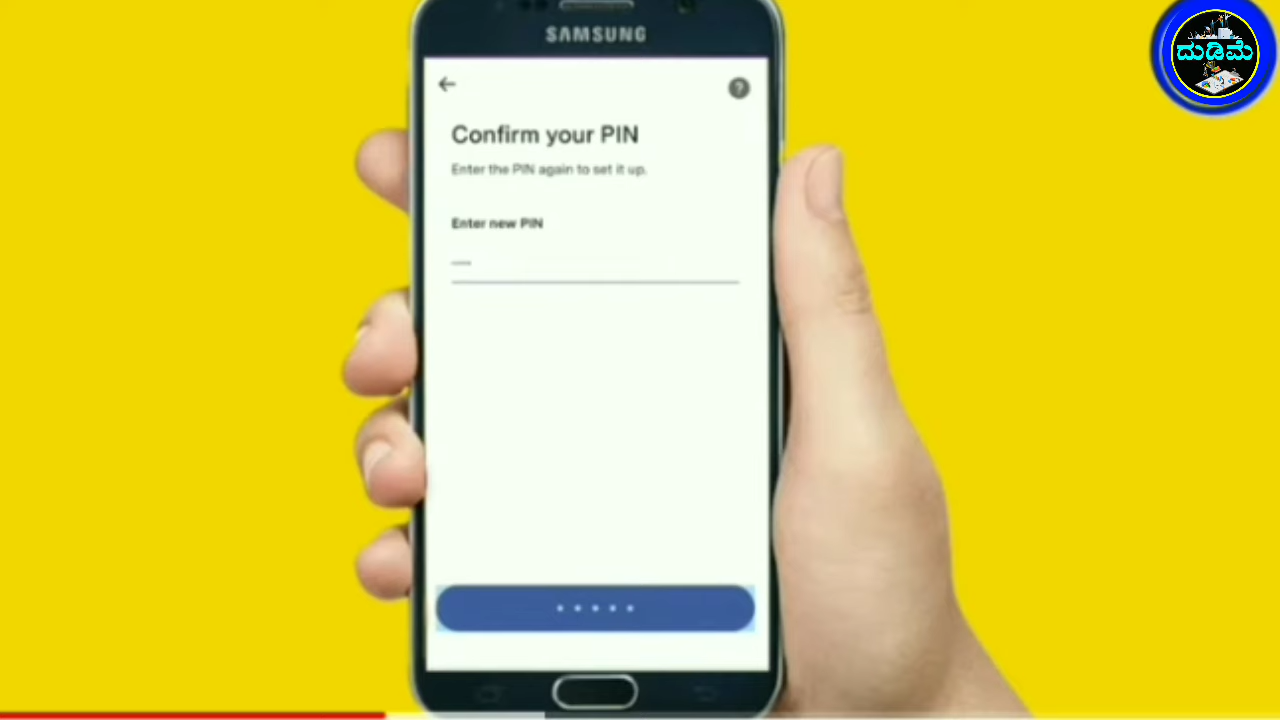 SAMSUNG
ದುಡಿಮೆ
?
Confirm your PIN
Enter the PIN again to set it up.
Enter new PIN